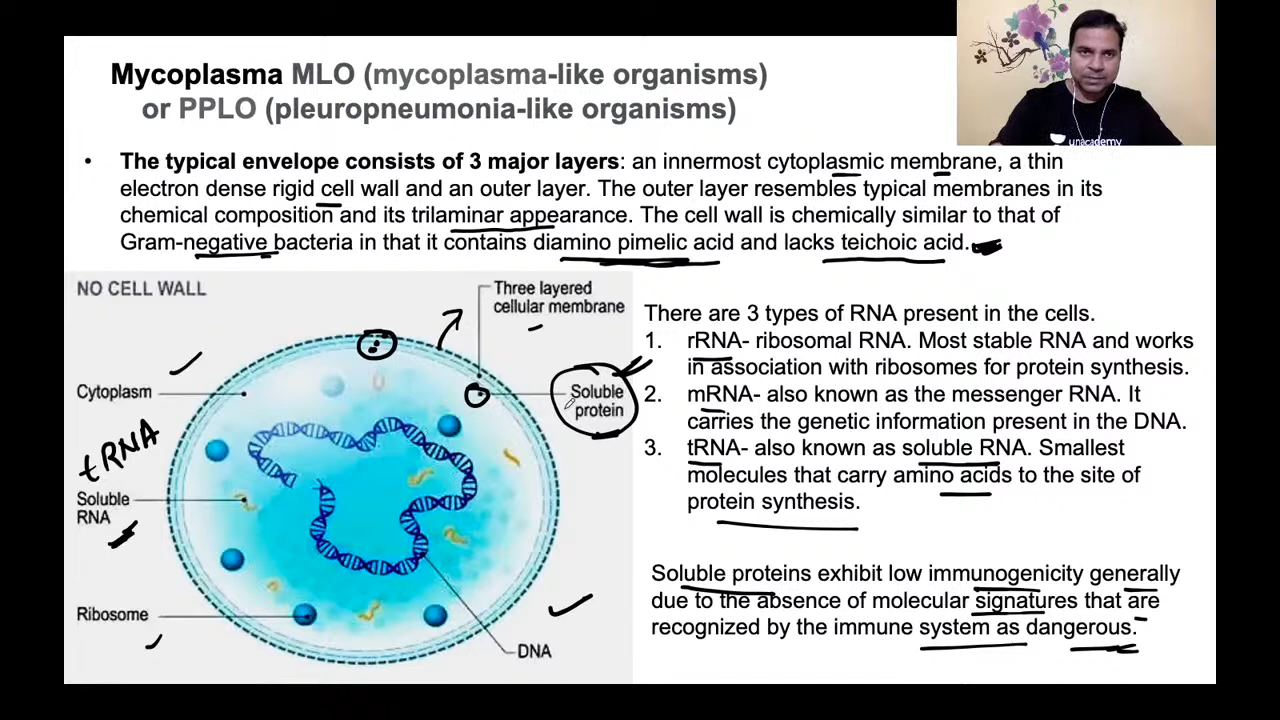 Mycoplasma MLO (mycoplasma-like organisms)
or PPLO (pleuropneumonia-like organisms)
unacademy
• The typical envelope consists of 3 major layers: an innermost cytoplasmic membrane, a thin
electron dense rigid cell wall and an outer layer. The outer layer resembles typical membranes in its
chemical composition and its trilaminar appearance. The cell wall is chemically similar to that of
Gram-negative bacteria in that it contains diamino pimelic acid and lacks teichoic acid.
NO CELL WALL
Three layered
cellular membrane
Cytoplasm
Soluble
protein
tRNA
Soluble
RNA
Ribosome
DNA
There are 3 types of RNA present in the cells.
1. rRNA- ribosomal RNA. Most stable RNA and works
in association with ribosomes for protein synthesis.
2. mRNA- also known as the messenger RNA. It
carries the genetic information present in the DNA.
3. tRNA- also known as soluble RNA. Smallest
molecules that carry amino acids to the site of
protein synthesis.
Soluble proteins exhibit low immunogenicity generally
due to the absence of molecular signatures that are
recognized by the immune system as dangerous.